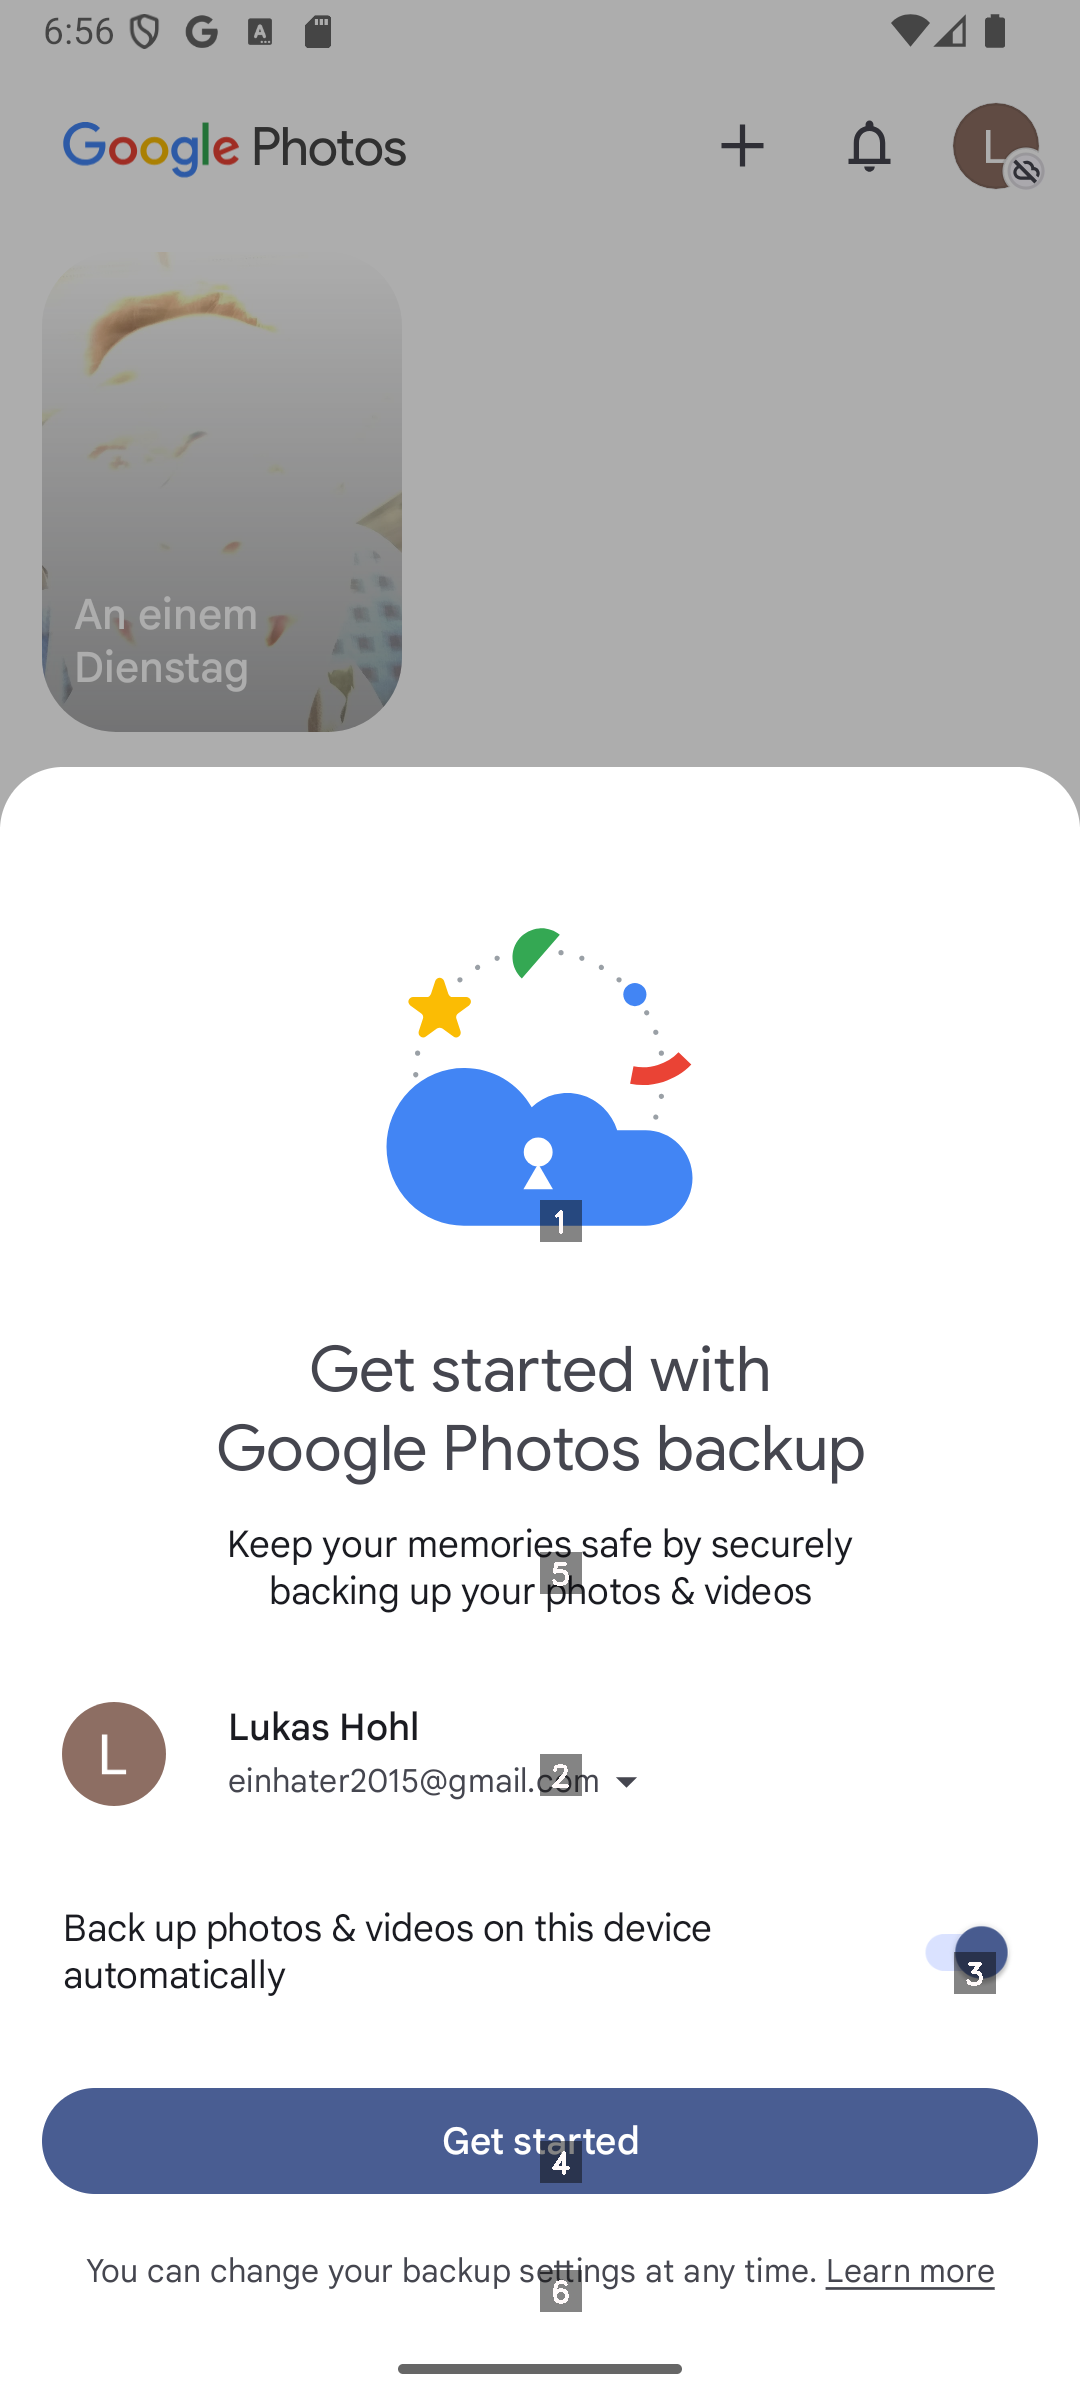 6:56
Google Photos
L
An einem
Dienstag
1
Get started with
Google Photos backup
Keep your memories safe by securely
backing up your photos & videos
5
L
Lukas Hohl
einhater2015@gmail.com
2
Back up photos & videos on this device
automatically
3
Get started
4
You can change your backup settings at any time. Learn more
6